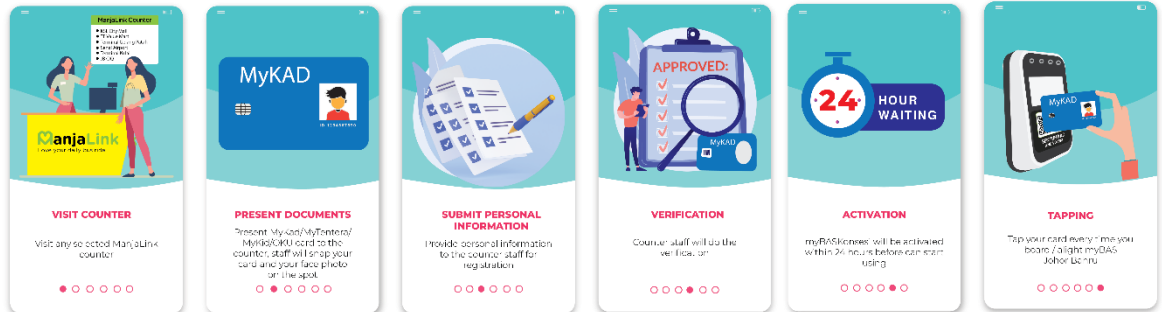 ManjaLink Counter
ManjaLink
VISIT COUNTER
Visit any selected ManjaLink
counter
MyKAD
PRESENT DOCUMENTS
Present MyKad/MyTentera/
MyKid/OKU card to the
counter, staff will snap your
card and your face photo
on the spot
SUBMIT PERSONAL
INFORMATION
Provide personal information
to the counter staff for
registration
APPROVED:
MyKAD
VERIFICATION
Counter staff will do the
verification
24 HOUR
WAITING
ACTIVATION
myBASKonsesi will be activated
within 24 hours before can start
using
MyKAD
TAPPING
Tap your card every time you
board / alight myBAS
Johor Bahru